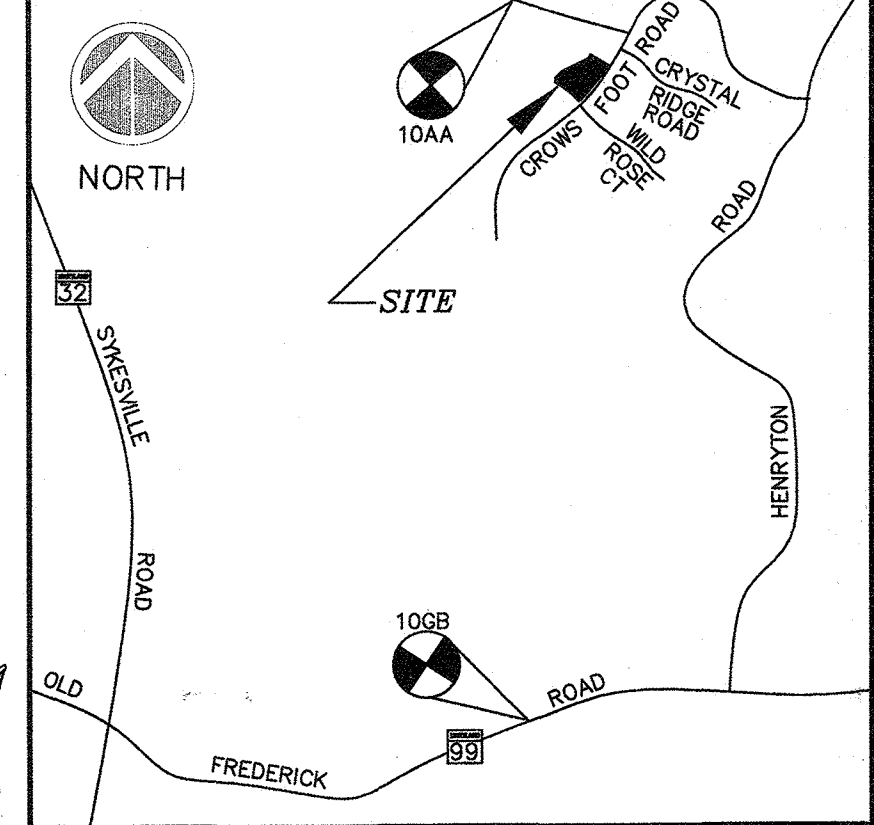 ROAD
CRYSTAL
RIDGE
ROAD
FOOT
WILD
ROSE
CT
CROWS
10AA
NORTH
ROAD
SITE
32
SYKESVILLE
HENRYTON
ROAD
10GB
OLD
ROAD
99
FREDERICK